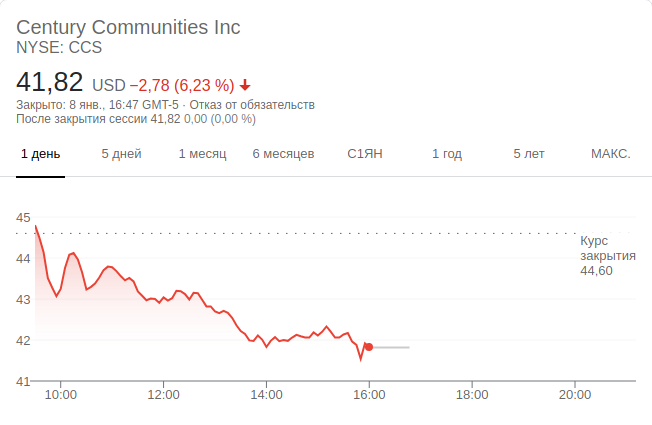 Century Communities Inc
NYSE: CCS
41,82 USD −2,78 (6,23 %)
Закрыто: 8 янв., 16:47 GMT-5 · Отказ от обязательств
После закрытия сессии 41,82 0,00 (0,00 %)
1 день 5 дней 1 месяц 6 месяцев С1ЯН 1 год 5 лет МАКС.
45
Курс
закрытия
44,60
44
43
42
41
10:00 12:00 14:00 16:00 18:00 20:00